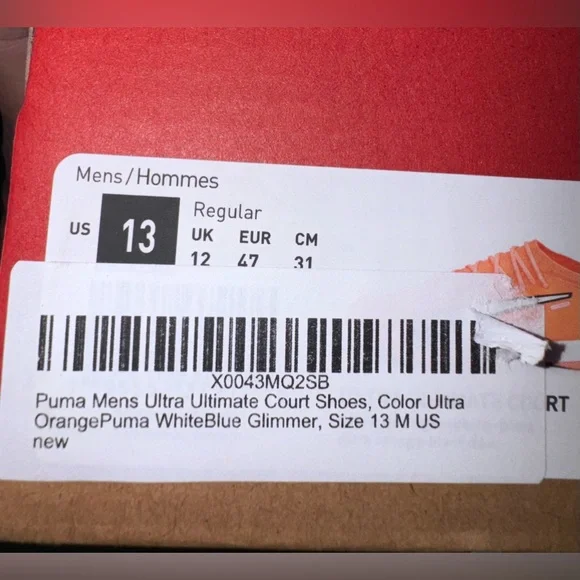 Mens/Hommes
US 13 Regular
UK EUR CM
12 47 31
X0043MQ2SB
Puma Mens Ultra Ultimate Court Shoes, Color Ultra
OrangePuma WhiteBlue Glimmer, Size 13 M US
new
RT